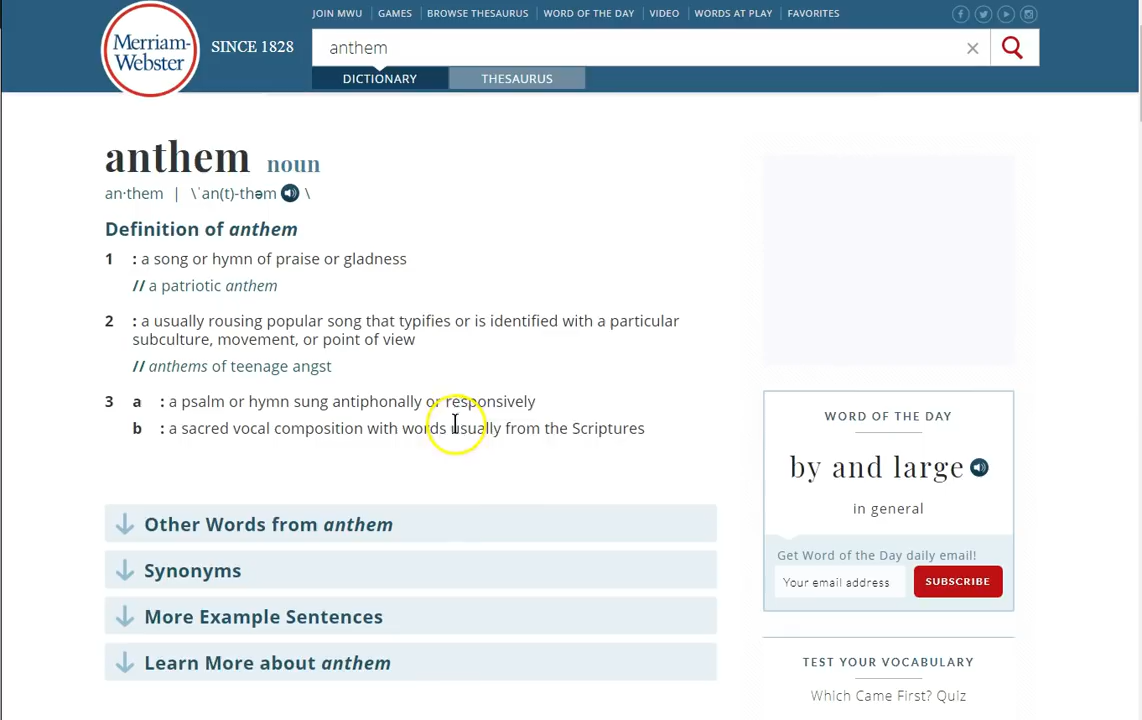 JOIN MWU GAMES BROWSE THESAURUS WORD OF THE DAY VIDEO WORDS AT PLAY FAVORITES
Merriam-
Webster
SINCE 1828
anthem
DICTIONARY THESAURUS
anthem noun
an·them | \ ˈan(t)-thəm \
Definition of anthem
1 : a song or hymn of praise or gladness
// a patriotic anthem
2 : a usually rousing popular song that typifies or is identified with a particular
subculture, movement, or point of view
// anthems of teenage angst
3 a : a psalm or hymn sung antiphonally or responsively
b : a sacred vocal composition with words usually from the Scriptures
Other Words from anthem
Synonyms
More Example Sentences
Learn More about anthem
WORD OF THE DAY
by and large
in general
Get Word of the Day daily email!
Your email address SUBSCRIBE
TEST YOUR VOCABULARY
Which Came First? Quiz